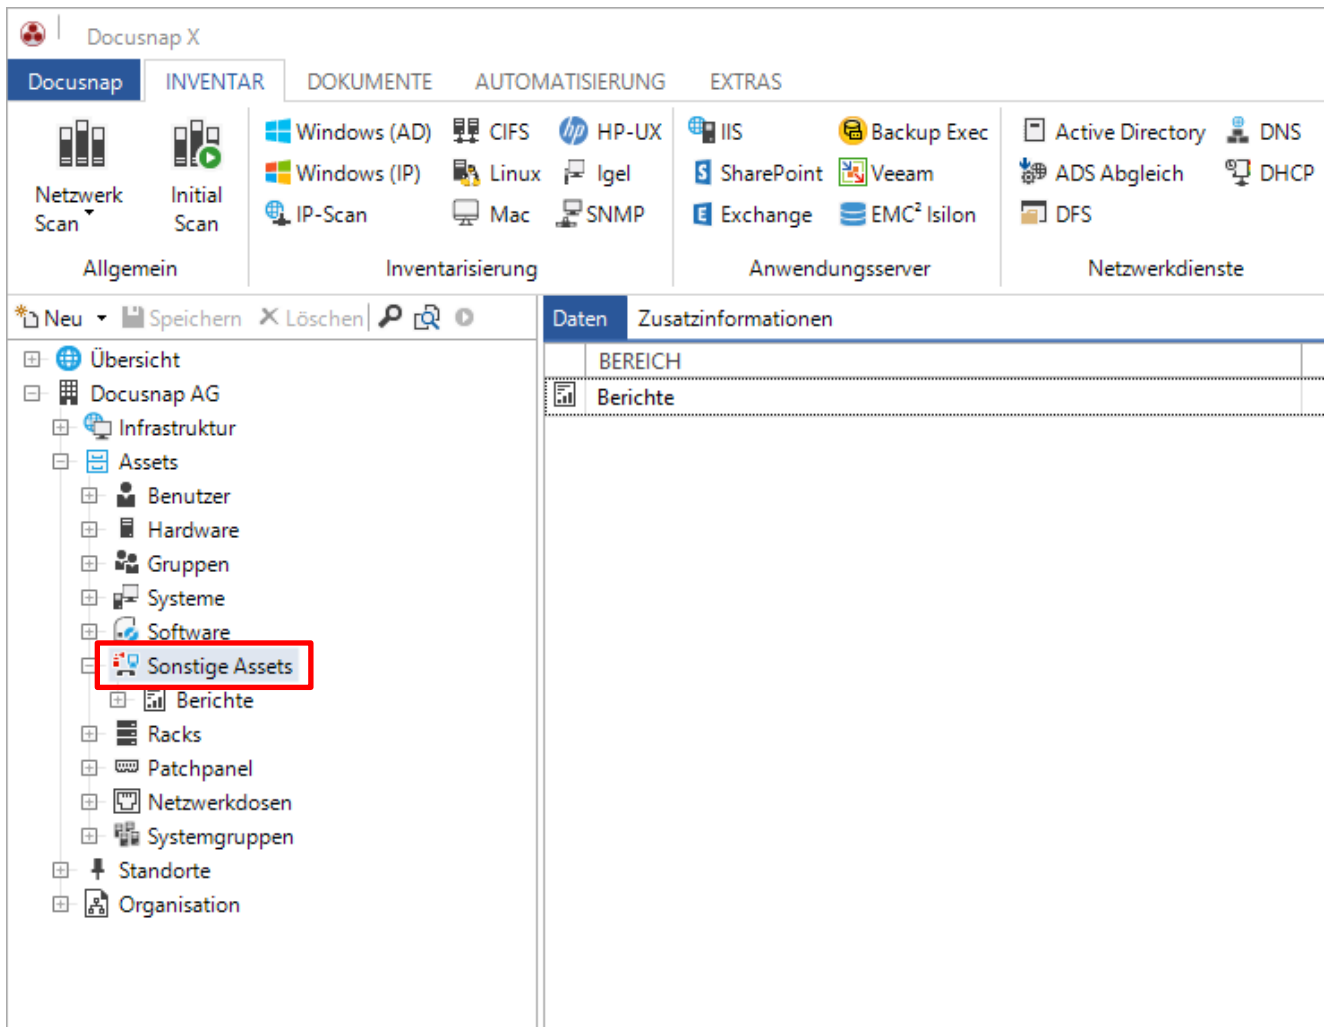 Docusnap X
Docusnap INVENTAR DOKUMENTE AUTOMATISIERUNG EXTRAS
Windows (AD) CIFS HP-UX IIS Backup Exec Active Directory DNS
Netzwerk Scan Initial Scan Windows (IP) Linux Igel SharePoint Veeam ADS Abgleich DHCP
IP-Scan Mac SNMP Exchange EMC² Isilon DFS
Allgemein Inventarisierung Anwendungsserver Netzwerkdienste
Neu Speichern Löschen Daten Zusatzinformationen
Übersicht
BEREICH
Docusnap AG
Berichte
Infrastruktur
Assets
Benutzer
Hardware
Gruppen
Systeme
Software
Sonstige Assets
Berichte
Racks
Patchpanel
Netzwerkdosen
Systemgruppen
Standorte
Organisation